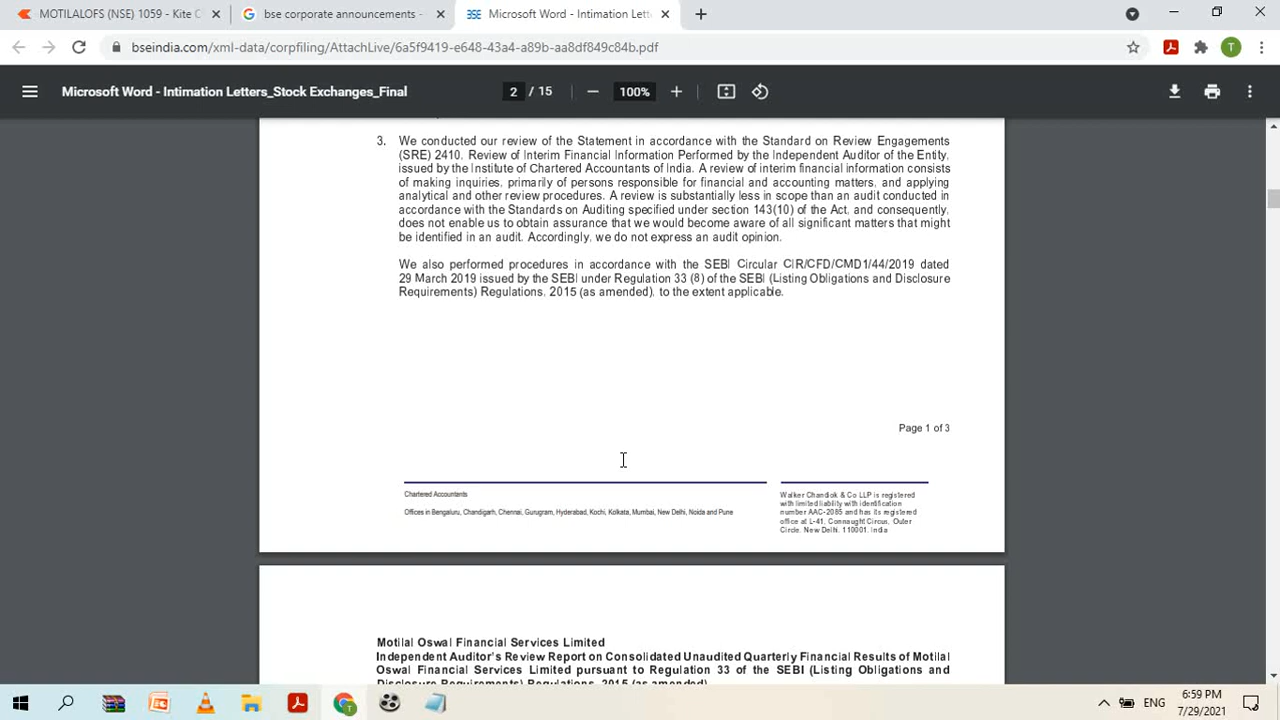 MOTILALOFS (NSE) 1059 - Kite C
bse corporate announcements -
Microsoft Word - Intimation Lett
bseindia.com/xml-data/corpfiling/AttachLive/6a5f9419-e648-43a4-a89b-aa8df849c84b.pdf
T
Microsoft Word - Intimation Letters_Stock Exchanges_Final
2 / 15
100%
3. We conducted our review of the Statement in accordance with the Standard on Review Engagements
(SRE) 2410, Review of Interim Financial Information Performed by the Independent Auditor of the Entity,
issued by the Institute of Chartered Accountants of India. A review of interim financial information consists
of making inquiries, primarily of persons responsible for financial and accounting matters, and applying
analytical and other review procedures. A review is substantially less in scope than an audit conducted in
accordance with the Standards on Auditing specified under section 143(10) of the Act, and consequently,
does not enable us to obtain assurance that we would become aware of all significant matters that might
be identified in an audit. Accordingly, we do not express an audit opinion.
We also performed procedures in accordance with the SEBI Circular CIR/CFD/CMD1/44/2019 dated
29 March 2019 issued by the SEBI under Regulation 33 (8) of the SEBI (Listing Obligations and Disclosure
Requirements) Regulations, 2015 (as amended), to the extent applicable.
Page 1 of 3
Chartered Accountants
Offices in Bengaluru, Chandigarh, Chennai, Gurugram, Hyderabad, Kochi, Kolkata, Mumbai, New Delhi, Noida and Pune
Walker Chandiok & Co LLP is registered
with limited liability with identification
number AAC-2085 and has its registered
office at L-41, Connaught Circus, Outer
Circle, New Delhi, 110001, India
Motilal Oswal Financial Services Limited
Independent Auditor's Review Report on Consolidated Unaudited Quarterly Financial Results of Motilal
Oswal Financial Services Limited pursuant to Regulation 33 of the SEBI (Listing Obligations and
Disclosure Requirements) Regulations, 2015 (as amended)
ENG
6:59 PM
7/29/2021